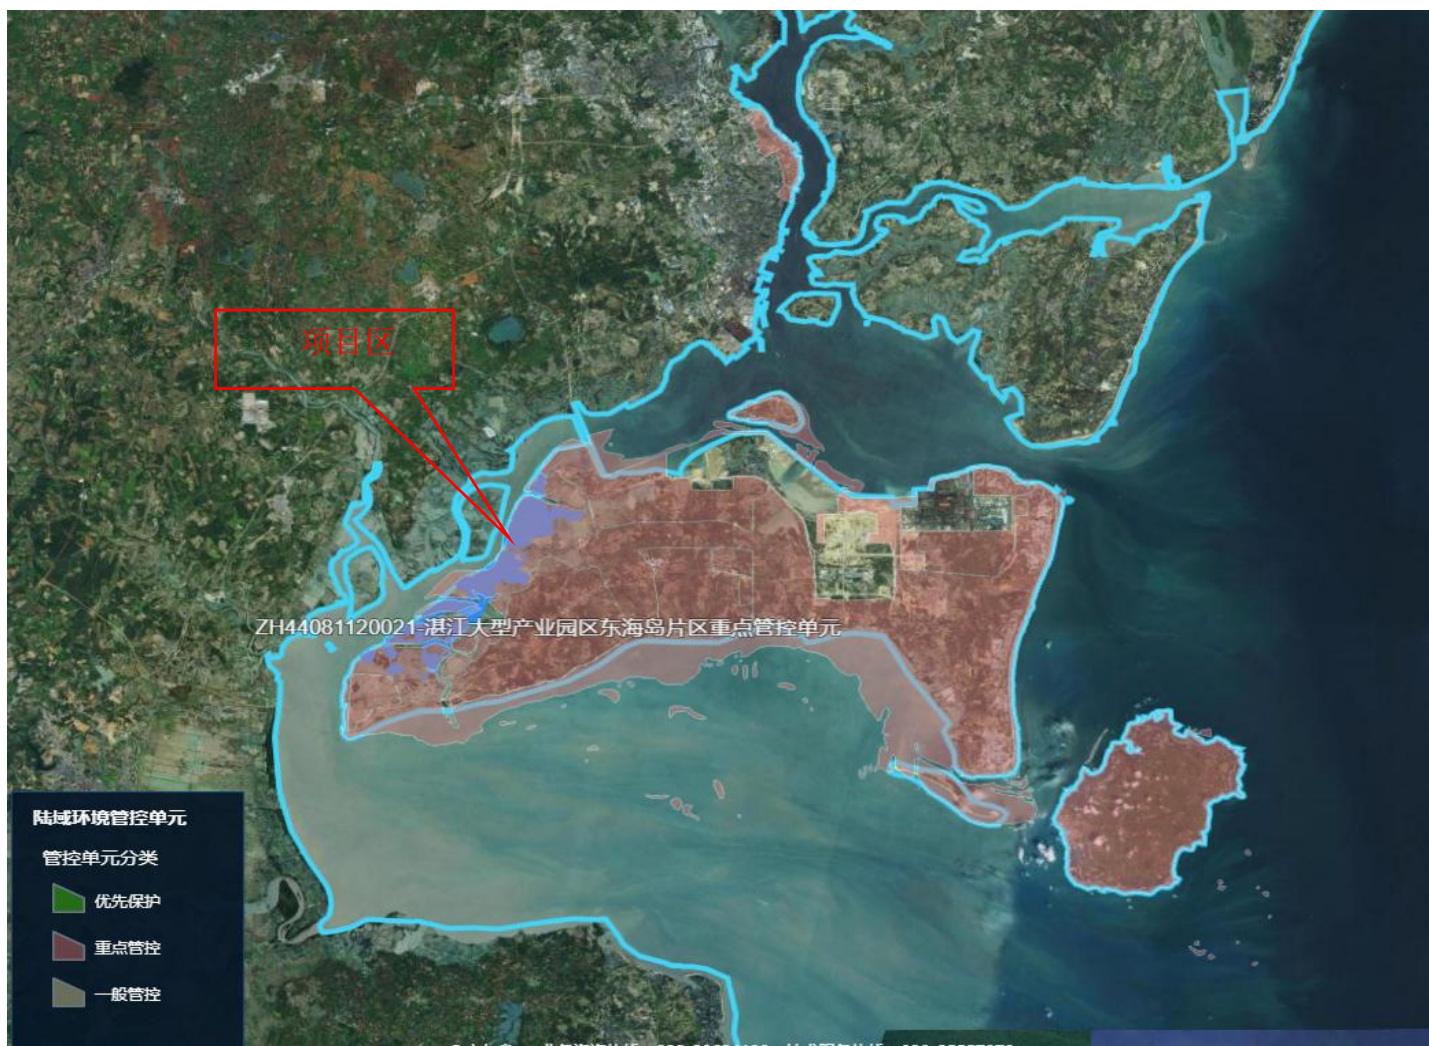 项目区
ZH44081120021-湛江大型产业园区东海岛片区重点管控单元
陆域环境管控单元
管控单元分类
优先保护
重点管控
一般管控